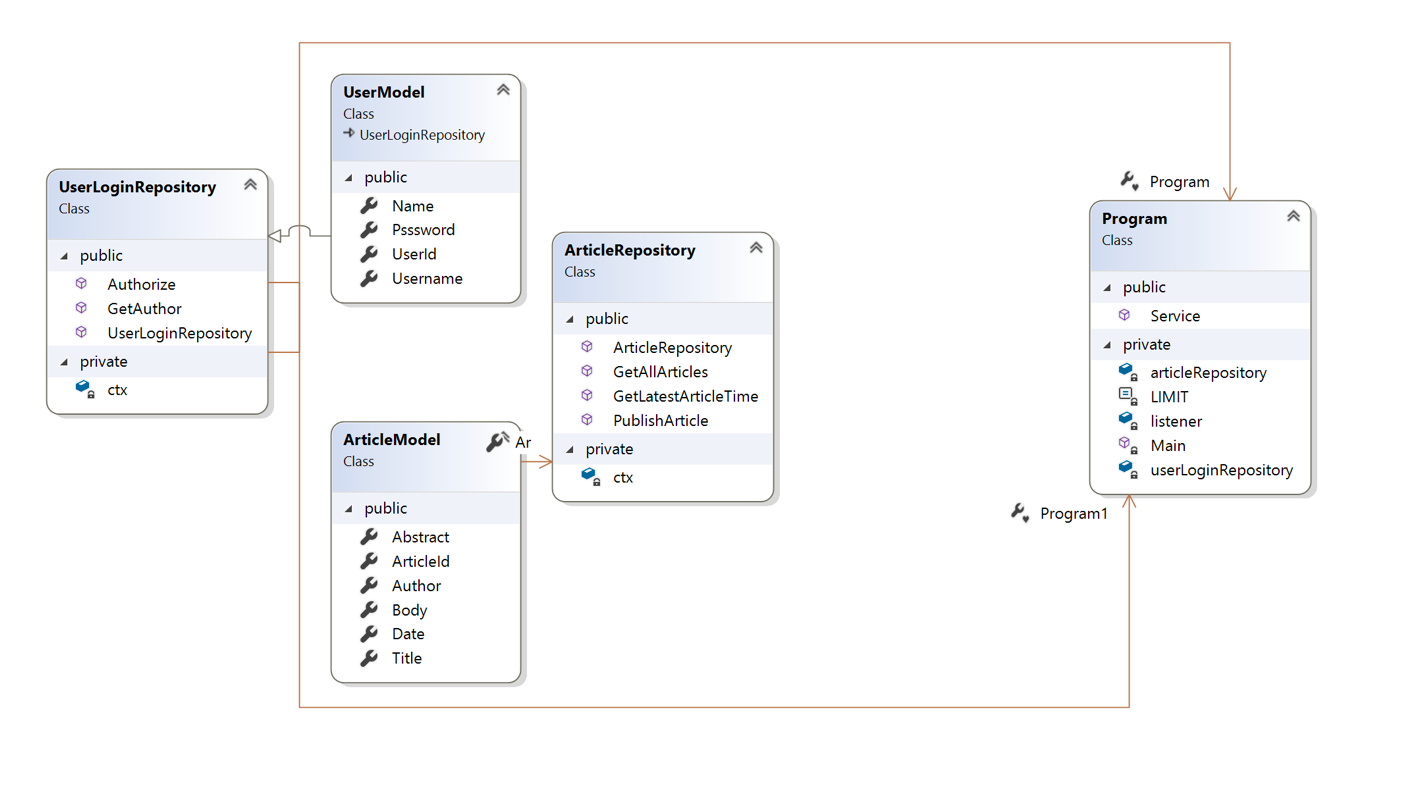 UserLoginRepository
Class
public
Authorize
GetAuthor
UserLoginRepository
private
ctx
UserModel
Class
UserLoginRepository
public
Name
Psssword
UserId
Username
ArticleModel
Class
Ar
public
Abstract
ArticleId
Author
Body
Date
Title
ArticleRepository
Class
public
ArticleRepository
GetAllArticles
GetLatestArticleTime
PublishArticle
private
ctx
Program
Program
Class
public
Service
private
articleRepository
LIMIT
listener
Main
userLoginRepository
Program1